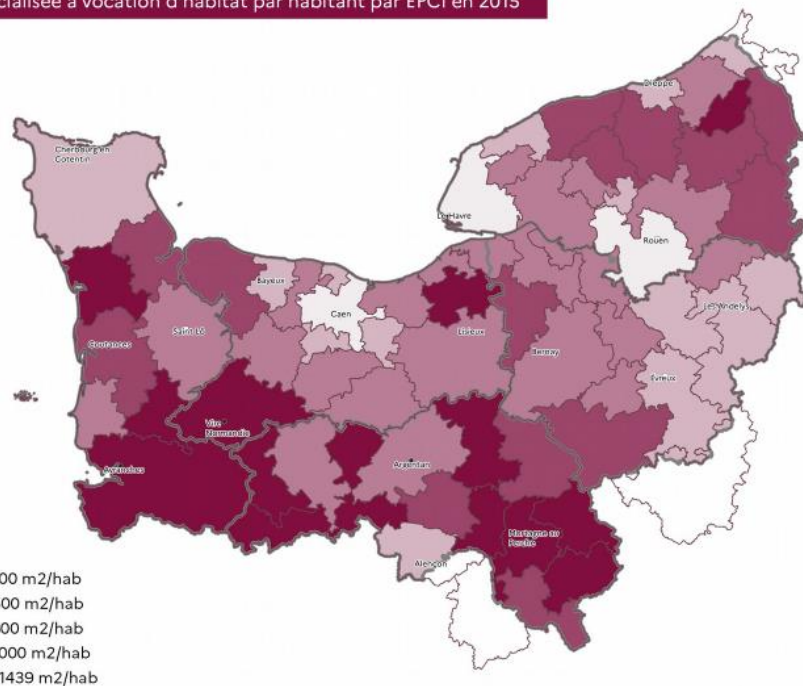 cialisée à vocation d'habitat par habitant par EPCI en 2015
Dieppe
Cherbourg en
Cotentin
Le Havre
Rouen
Bayeux
Caen
Les Andelys
Saint-Lô
Coutances
Lisieux
Bernay
Evreux
Vire
Normandie
Argentan
Avranches
Mortagne au
Perche
Alençon
00 m2/hab
00 m2/hab
00 m2/hab
000 m2/hab
1439 m2/hab